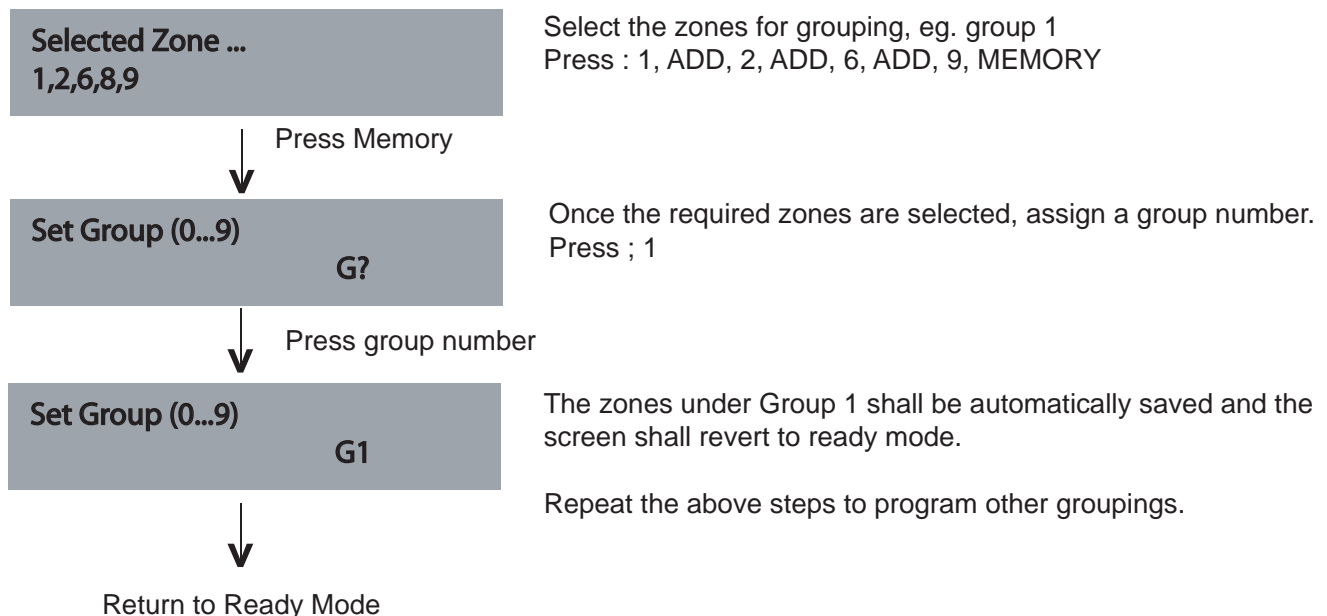 Selected Zone ...
1,2,6,8,9
Select the zones for grouping, eg. group 1
Press : 1, ADD, 2, ADD, 6, ADD, 9, MEMORY
Press Memory
Set Group (0...9)
G?
Once the required zones are selected, assign a group number.
Press ; 1
Press group number
Set Group (0...9)
G1
The zones under Group 1 shall be automatically saved and the
screen shall revert to ready mode.
Repeat the above steps to program other groupings.
Return to Ready Mode